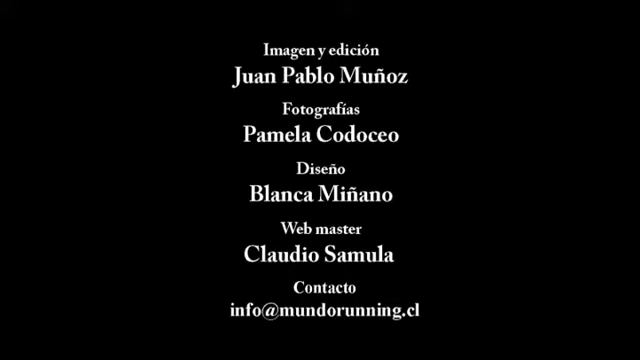 Imagen y edición
Juan Pablo Muñoz
Fotografías
Pamela Codoceo
Diseño
Blanca Miñano
Web master
Claudio Samula
Contacto
info@mundorunning.cl